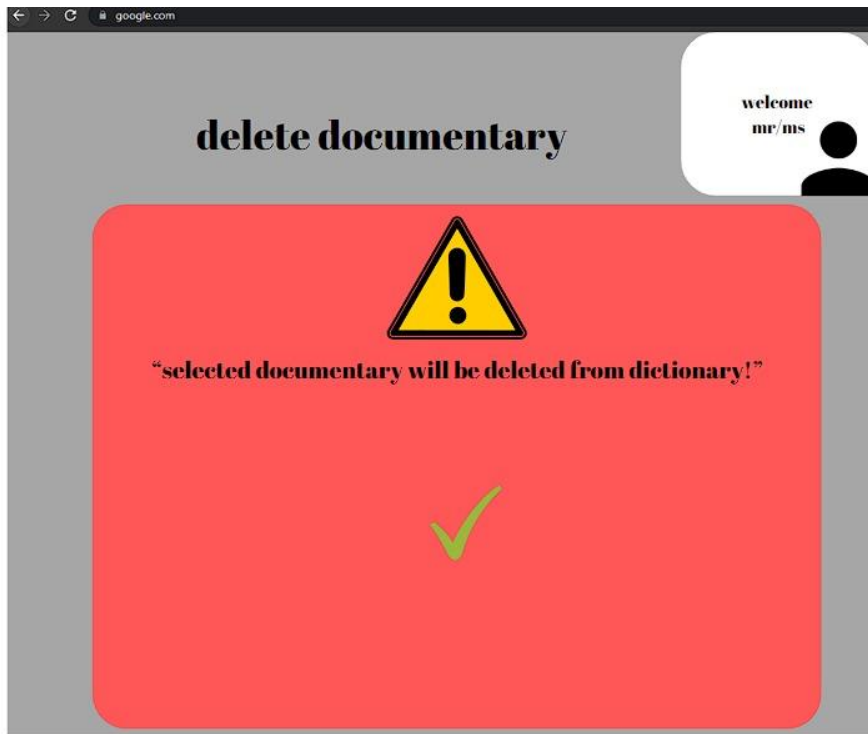 google.com
welcome
mr/ms
delete documentary
“selected documentary will be deleted from dictionary!”